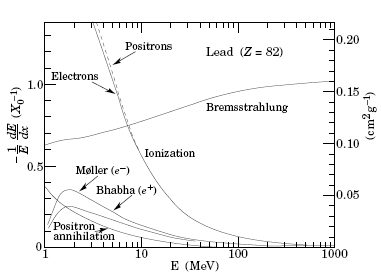 Positrons
Lead (Z = 82)
Electrons
Bremsstrahlung
Ionization
Møller (e−)
Bhabha (e+)
Positron
annihilation
1.0
0.5
0
−1/E dE/dx (X0−1)
0.20
0.15
0.10
0.05
(cm2g−1)
1 10 100 1000
E (MeV)